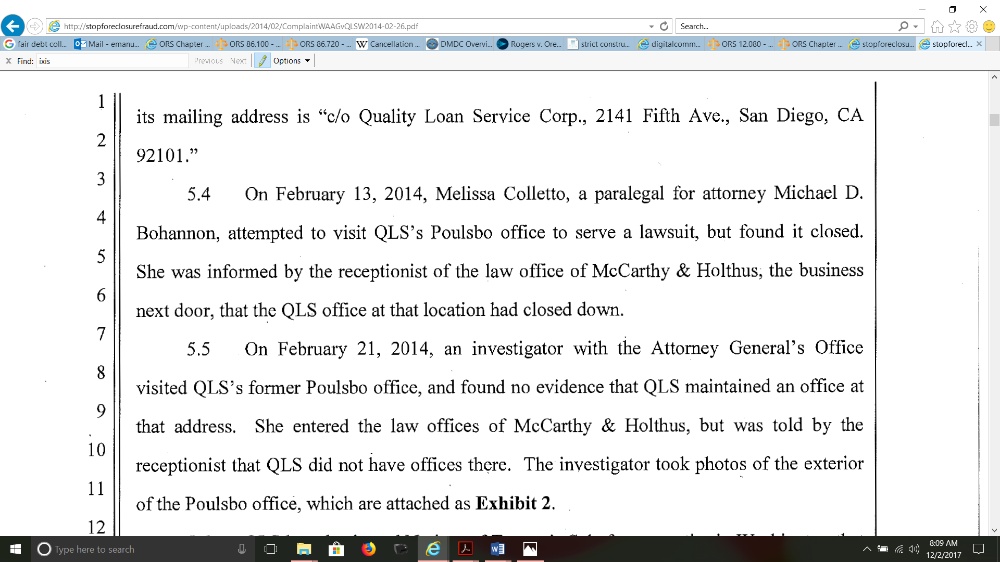 http://stopforeclosurefraud.com/wp-content/uploads/2014/02/ComplaintWAAGvQLSW2014-02-26.pdf
Search...
fair debt coll...
Mail - emanu...
ORS Chapter ...
ORS 86.100 - ...
ORS 86.720 - ...
Cancellation ...
DMDC Overvi...
Rogers v. Ore...
strict constru...
digitalcomm...
ORS 12.080 - ...
ORS Chapter ...
stopforeclosu...
stopforecl...
x Find: ixis Previous Next Options
1
its mailing address is “c/o Quality Loan Service Corp., 2141 Fifth Ave., San Diego, CA
2
92101.”
3
5.4 On February 13, 2014, Melissa Colletto, a paralegal for attorney Michael D.
4
Bohannon, attempted to visit QLS’s Poulsbo office to serve a lawsuit, but found it closed.
5
She was informed by the receptionist of the law office of McCarthy & Holthus, the business
6
next door, that the QLS office at that location had closed down.
7
5.5 On February 21, 2014, an investigator with the Attorney General’s Office
8
visited QLS’s former Poulsbo office, and found no evidence that QLS maintained an office at
9
that address. She entered the law offices of McCarthy & Holthus, but was told by the
10
receptionist that QLS did not have offices there. The investigator took photos of the exterior
11
of the Poulsbo office, which are attached as Exhibit 2.
12
Type here to search
8:09 AM
12/2/2017